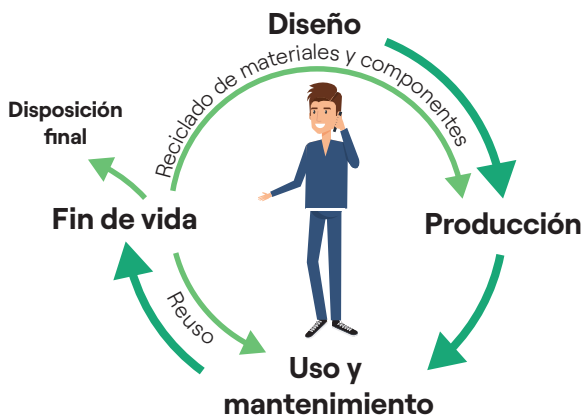 Diseño
Reciclado de materiales y componentes
Disposición
final
Fin de vida
Producción
Reuso
Uso y
mantenimiento